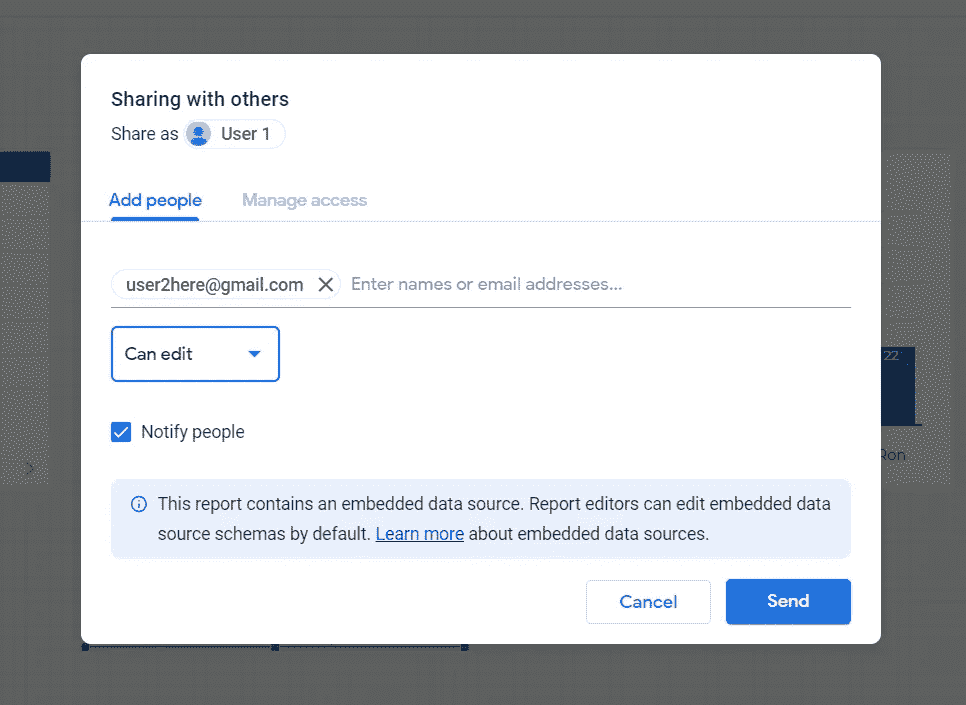 Sharing with others
Share as User 1
Add people Manage access
user2here@gmail.com Enter names or email addresses...
Can edit
22
Notify people
Ron
This report contains an embedded data source. Report editors can edit embedded data
source schemas by default. Learn more about embedded data sources.
Cancel Send